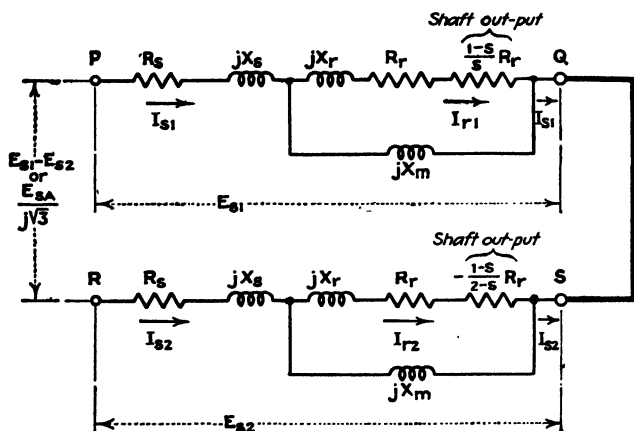 Shaft out-put
P Rs jXs jXr Rr 1-S/S Rr Q
Is1 Ir1 Is1
jXm
Es1-Es2
or
ESA/j√3
Es1
Shaft out-put
R Rs jXs jXr Rr -1-S/2-S Rr S
Is2 Ir2 Is2
jXm
Es2